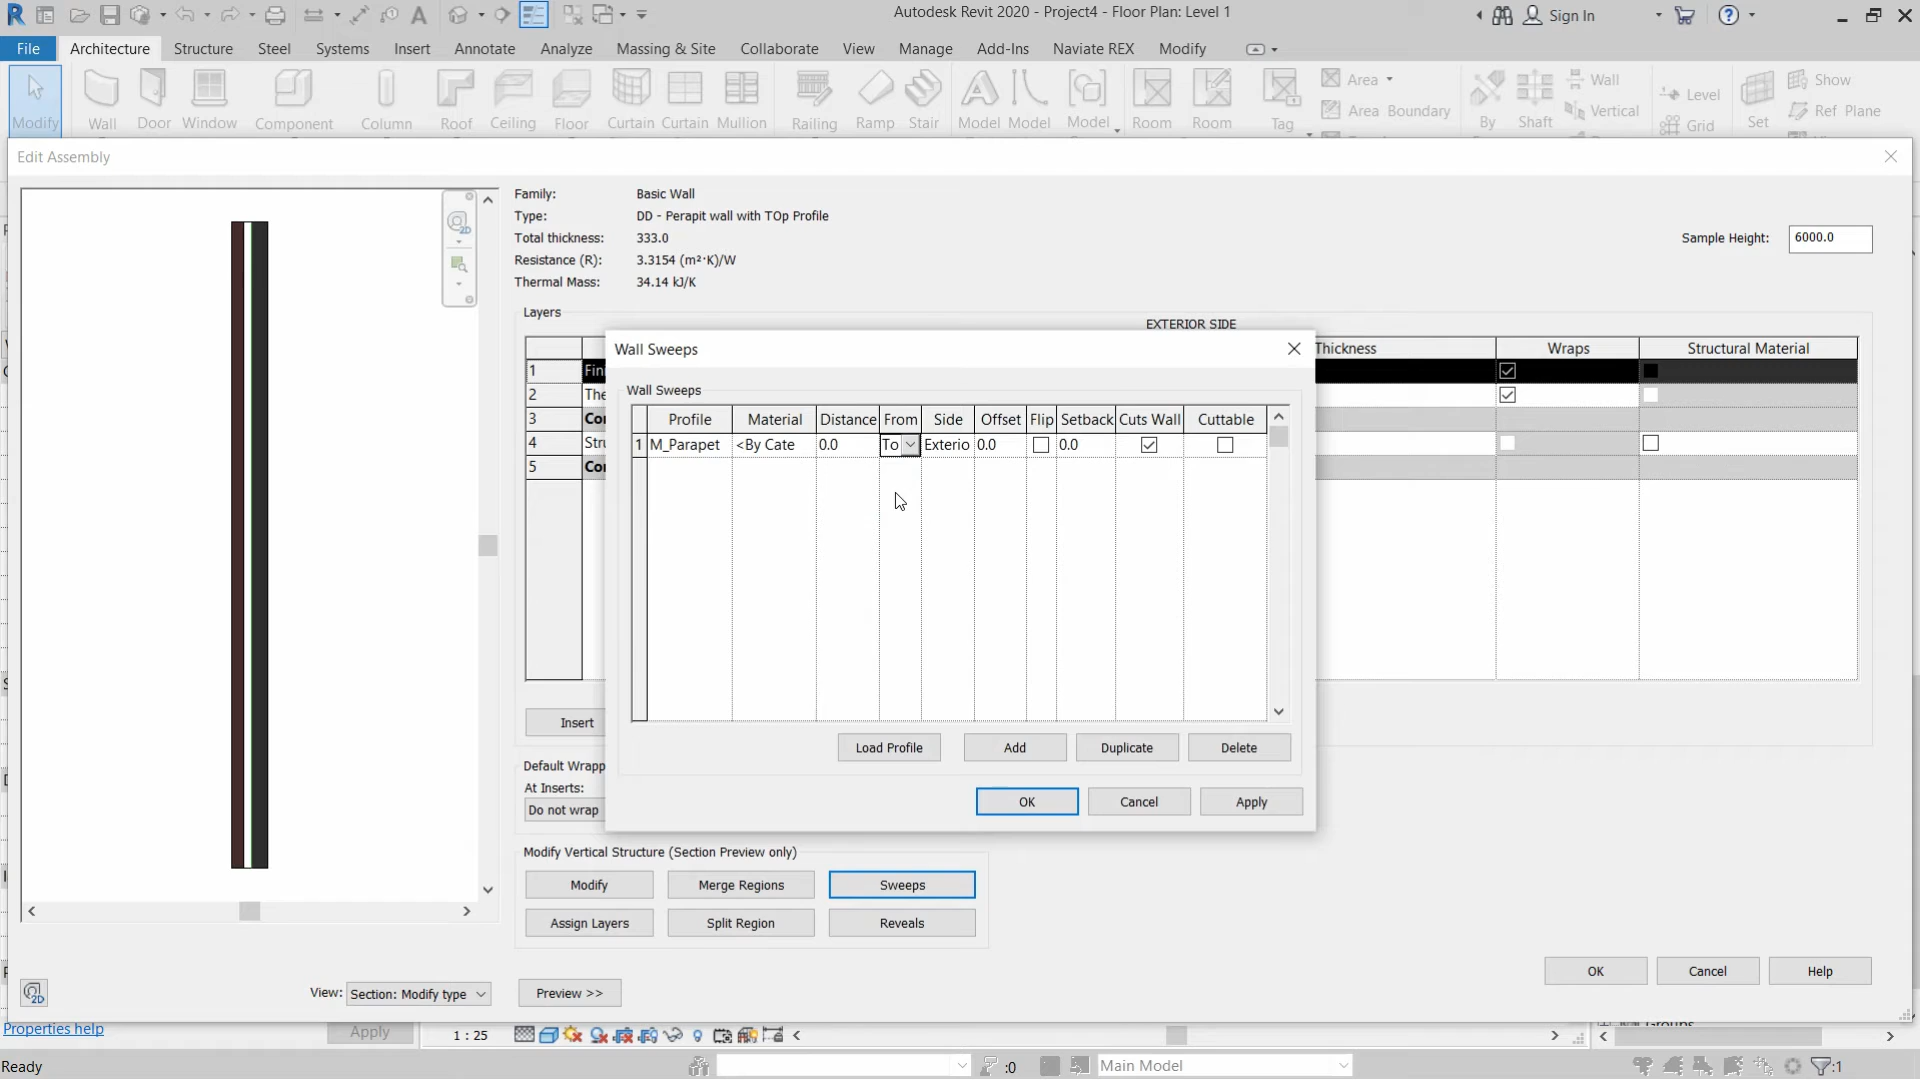 Autodesk Revit 2020 - Project4 - Floor Plan: Level 1
Sign In
File Architecture Structure Steel Systems Insert Annotate Analyze Massing & Site Collaborate View Manage Add-Ins Naviate REX Modify
Modify Wall Door Window Component Column Roof Ceiling Floor Curtain Curtain Mullion Railing Ramp Stair Model Model Model Room Room Tag
Area Area Boundary
By Shaft Wall Vertical
Level Grid
Set Show Ref Plane
Edit Assembly
Family: Basic Wall
Type: DD - Perapit wall with TOp Profile
Total thickness: 333.0
Resistance (R): 3.3154 (m²·K)/W
Thermal Mass: 34.14 kJ/K
Sample Height: 6000.0
Layers
EXTERIOR SIDE
Thickness Wraps Structural Material
1 Fin
2 The
3 Cor
4 Stru
5 Cor
Wall Sweeps
Wall Sweeps
Profile Material Distance From Side Offset Flip Setback Cuts Wall Cuttable
1 M_Parapet <By Cate 0.0 To Exterio 0.0 0.0
Load Profile Add Duplicate Delete
OK Cancel Apply
Insert
Default Wrapp
At Inserts:
Do not wrap
Modify Vertical Structure (Section Preview only)
Modify Merge Regions Sweeps
Assign Layers Split Region Reveals
OK Cancel Help
View: Section: Modify type Preview >>
Properties help Apply
1 : 25
Ready
:0
Main Model
:1